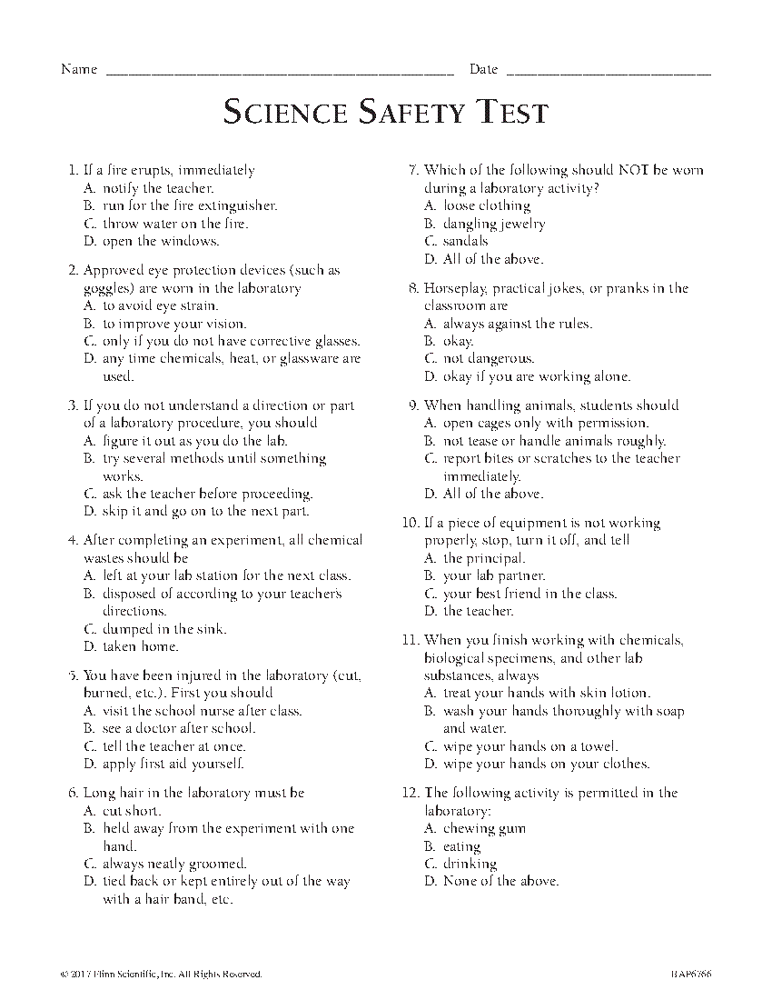 Name ______________________________________________ Date ___________________________
Science Safety Test
1. If a fire erupts, immediately
A. notify the teacher.
B. run for the fire extinguisher.
C. throw water on the fire.
D. open the windows.
2. Approved eye protection devices (such as
goggles) are worn in the laboratory
A. to avoid eye strain.
B. to improve your vision.
C. only if you do not have corrective glasses.
D. any time chemicals, heat, or glassware are
used.
3. If you do not understand a direction or part
of a laboratory procedure, you should
A. figure it out as you do the lab.
B. try several methods until something
works.
C. ask the teacher before proceeding.
D. skip it and go on to the next part.
4. After completing an experiment, all chemical
wastes should be
A. left at your lab station for the next class.
B. disposed of according to your teacher's
directions.
C. dumped in the sink.
D. taken home.
5. You have been injured in the laboratory (cut,
burned, etc.). First you should
A. visit the school nurse after class.
B. see a doctor after school.
C. tell the teacher at once.
D. apply first aid yourself.
6. Long hair in the laboratory must be
A. cut short.
B. held away from the experiment with one
hand.
C. always neatly groomed.
D. tied back or kept entirely out of the way
with a hair band, etc.
7. Which of the following should NOT be worn
during a laboratory activity?
A. loose clothing
B. dangling jewelry
C. sandals
D. All of the above.
8. Horseplay, practical jokes, or pranks in the
classroom are
A. always against the rules.
B. okay.
C. not dangerous.
D. okay if you are working alone.
9. When handling animals, students should
A. open cages only with permission.
B. not tease or handle animals roughly.
C. report bites or scratches to the teacher
immediately.
D. All of the above.
10. If a piece of equipment is not working
properly, stop, turn it off, and tell
A. the principal.
B. your lab partner.
C. your best friend in the class.
D. the teacher.
11. When you finish working with chemicals,
biological specimens, and other lab
substances, always
A. treat your hands with skin lotion.
B. wash your hands thoroughly with soap
and water.
C. wipe your hands on a towel.
D. wipe your hands on your clothes.
12. The following activity is permitted in the
laboratory:
A. chewing gum
B. eating
C. drinking
D. None of the above.
© 2017 Flinn Scientific, Inc. All Rights Reserved.
BAP6766